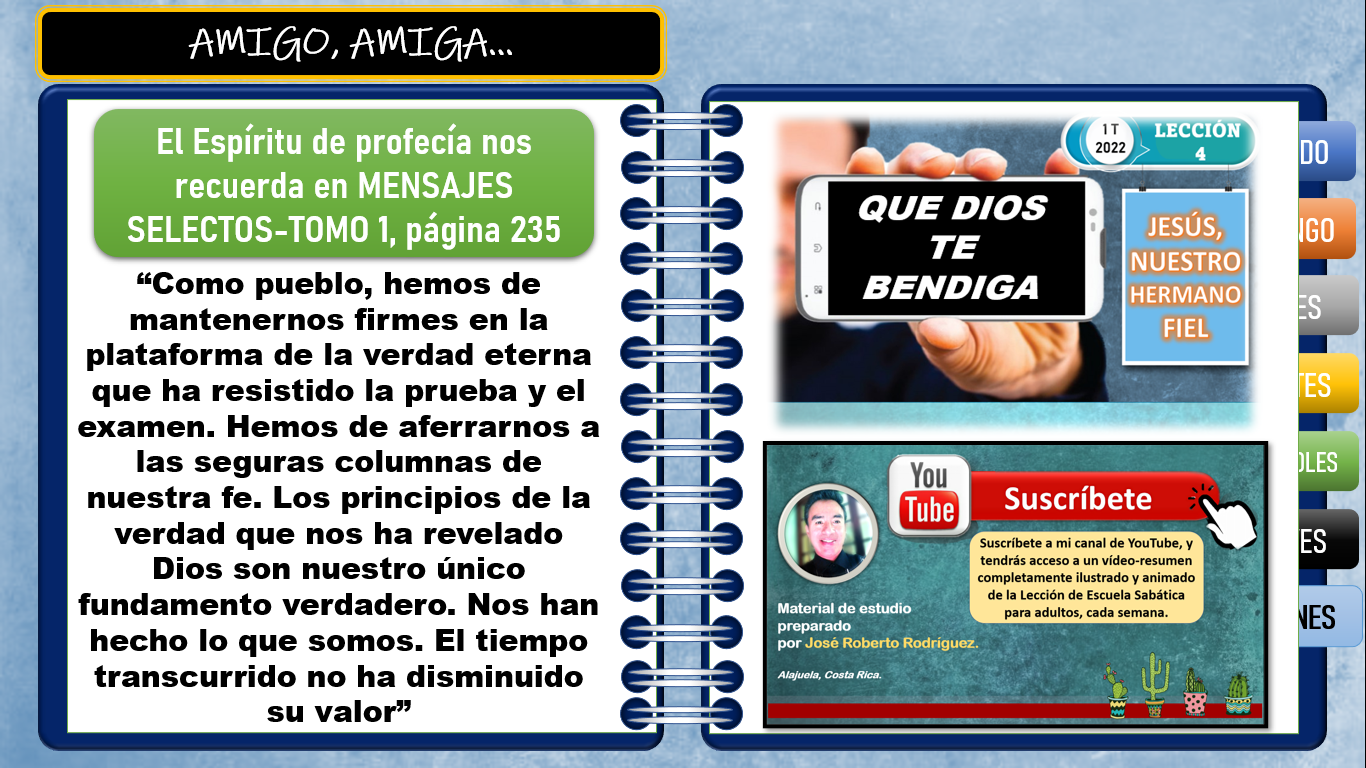 AMIGO, AMIGA...
El Espíritu de profecía nos
recuerda en MENSAJES
SELECTOS-TOMO 1, página 235
“Como pueblo, hemos de
mantenernos firmes en la
plataforma de la verdad eterna
que ha resistido la prueba y el
examen. Hemos de aferrarnos a
las seguras columnas de
nuestra fe. Los principios de la
verdad que nos ha revelado
Dios son nuestro único
fundamento verdadero. Nos han
hecho lo que somos. El tiempo
transcurrido no ha disminuido
su valor”
1 T
2022
LECCIÓN
4
QUE DIOS
TE
BENDIGA
JESÚS,
NUESTRO
HERMANO
FIEL
You
Tube
Suscríbete
Suscríbete a mi canal de YouTube, y
tendrás acceso a un vídeo-resumen
completamente ilustrado y animado
de la Lección de Escuela Sabática
para adultos, cada semana.
Material de estudio
preparado
por José Roberto Rodríguez.
Alajuela, Costa Rica.
DO
NGO
ES
TES
OLES
ES
NES